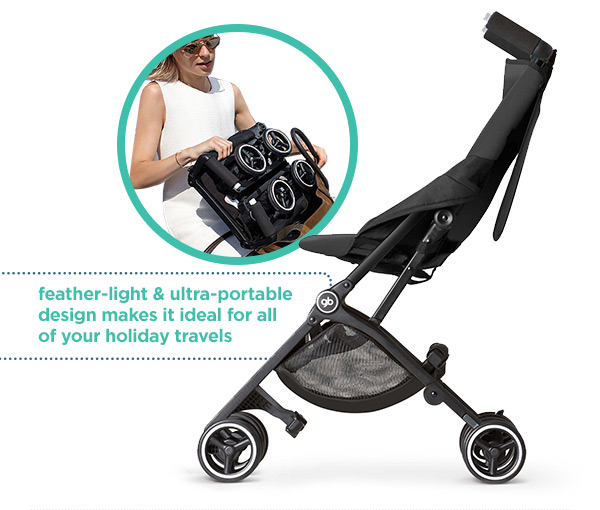 feather-light & ultra-portable
design makes it ideal for all
of your holiday travels
gb